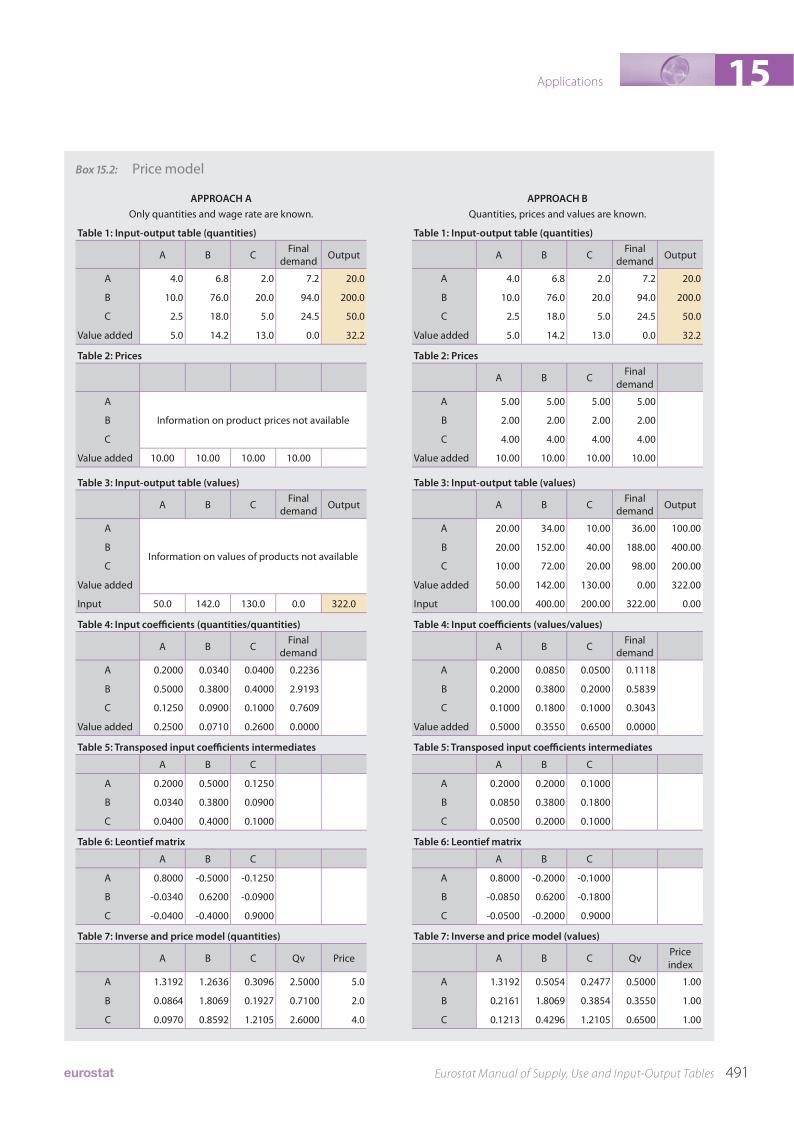 Applications 15
Box 15.2: Price model
APPROACH A
Only quantities and wage rate are known.
Table 1: Input-output table (quantities)
A B C Final demand Output
A 4.0 6.8 2.0 7.2 20.0
B 10.0 76.0 20.0 94.0 200.0
C 2.5 18.0 5.0 24.5 50.0
Value added 5.0 14.2 13.0 0.0 32.2
Table 2: Prices
A
B Information on product prices not available
C
Value added 10.00 10.00 10.00 10.00
Table 3: Input-output table (values)
A B C Final demand Output
A
B
Information on values of products not available
C
Value added
Input 50.0 142.0 130.0 0.0 322.0
Table 4: Input coefficients (quantities/quantities)
A B C Final demand
A 0.2000 0.0340 0.0400 0.2236
B 0.5000 0.3800 0.4000 2.9193
C 0.1250 0.0900 0.1000 0.7609
Value added 0.2500 0.0710 0.2600 0.0000
Table 5: Transposed input coefficients intermediates
A B C
A 0.2000 0.5000 0.1250
B 0.0340 0.3800 0.0900
C 0.0400 0.4000 0.1000
Table 6: Leontief matrix
A B C
A 0.8000 -0.5000 -0.1250
B -0.0340 0.6200 -0.0900
C -0.0400 -0.4000 0.9000
Table 7: Inverse and price model (quantities)
A B C Qv Price
A 1.3192 1.2636 0.3096 2.5000 5.0
B 0.0864 1.8069 0.1927 0.7100 2.0
C 0.0970 0.8592 1.2105 2.6000 4.0
APPROACH B
Quantities, prices and values are known.
Table 1: Input-output table (quantities)
A B C Final demand Output
A 4.0 6.8 2.0 7.2 20.0
B 10.0 76.0 20.0 94.0 200.0
C 2.5 18.0 5.0 24.5 50.0
Value added 5.0 14.2 13.0 0.0 32.2
Table 2: Prices
A B C Final demand
A 5.00 5.00 5.00 5.00
B 2.00 2.00 2.00 2.00
C 4.00 4.00 4.00 4.00
Value added 10.00 10.00 10.00 10.00
Table 3: Input-output table (values)
A B C Final demand Output
A 20.00 34.00 10.00 36.00 100.00
B 20.00 152.00 40.00 188.00 400.00
C 10.00 72.00 20.00 98.00 200.00
Value added 50.00 142.00 130.00 0.00 322.00
Input 100.00 400.00 200.00 322.00 0.00
Table 4: Input coefficients (values/values)
A B C Final demand
A 0.2000 0.0850 0.0500 0.1118
B 0.2000 0.3800 0.2000 0.5839
C 0.1000 0.1800 0.1000 0.3043
Value added 0.5000 0.3550 0.6500 0.0000
Table 5: Transposed input coefficients intermediates
A B C
A 0.2000 0.2000 0.1000
B 0.0850 0.3800 0.1800
C 0.0500 0.2000 0.1000
Table 6: Leontief matrix
A B C
A 0.8000 -0.2000 -0.1000
B -0.0850 0.6200 -0.1800
C -0.0500 -0.2000 0.9000
Table 7: Inverse and price model (values)
A B C Qv Price index
A 1.3192 0.5054 0.2477 0.5000 1.00
B 0.2161 1.8069 0.3854 0.3550 1.00
C 0.1213 0.4296 1.2105 0.6500 1.00
eurostat Eurostat Manual of Supply, Use and Input-Output Tables 491